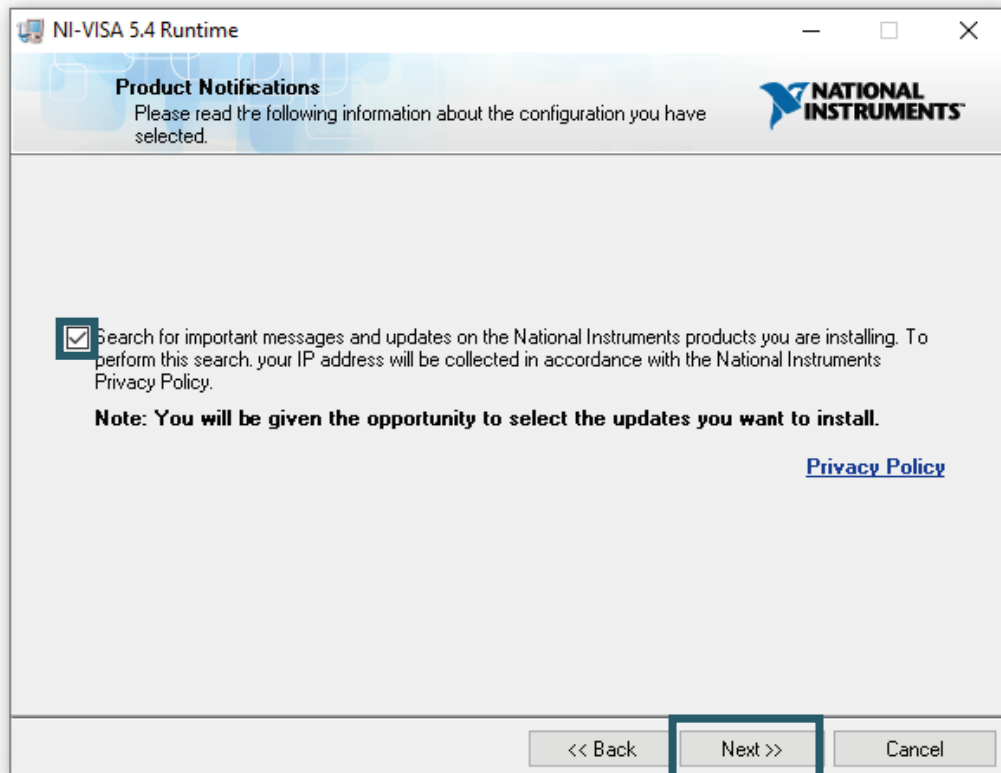 NI-VISA 5.4 Runtime
Product Notifications
Please read the following information about the configuration you have
selected.
NATIONAL
INSTRUMENTS™
Search for important messages and updates on the National Instruments products you are installing. To
perform this search, your IP address will be collected in accordance with the National Instruments
Privacy Policy.
Note: You will be given the opportunity to select the updates you want to install.
Privacy Policy
<< Back
Next >>
Cancel